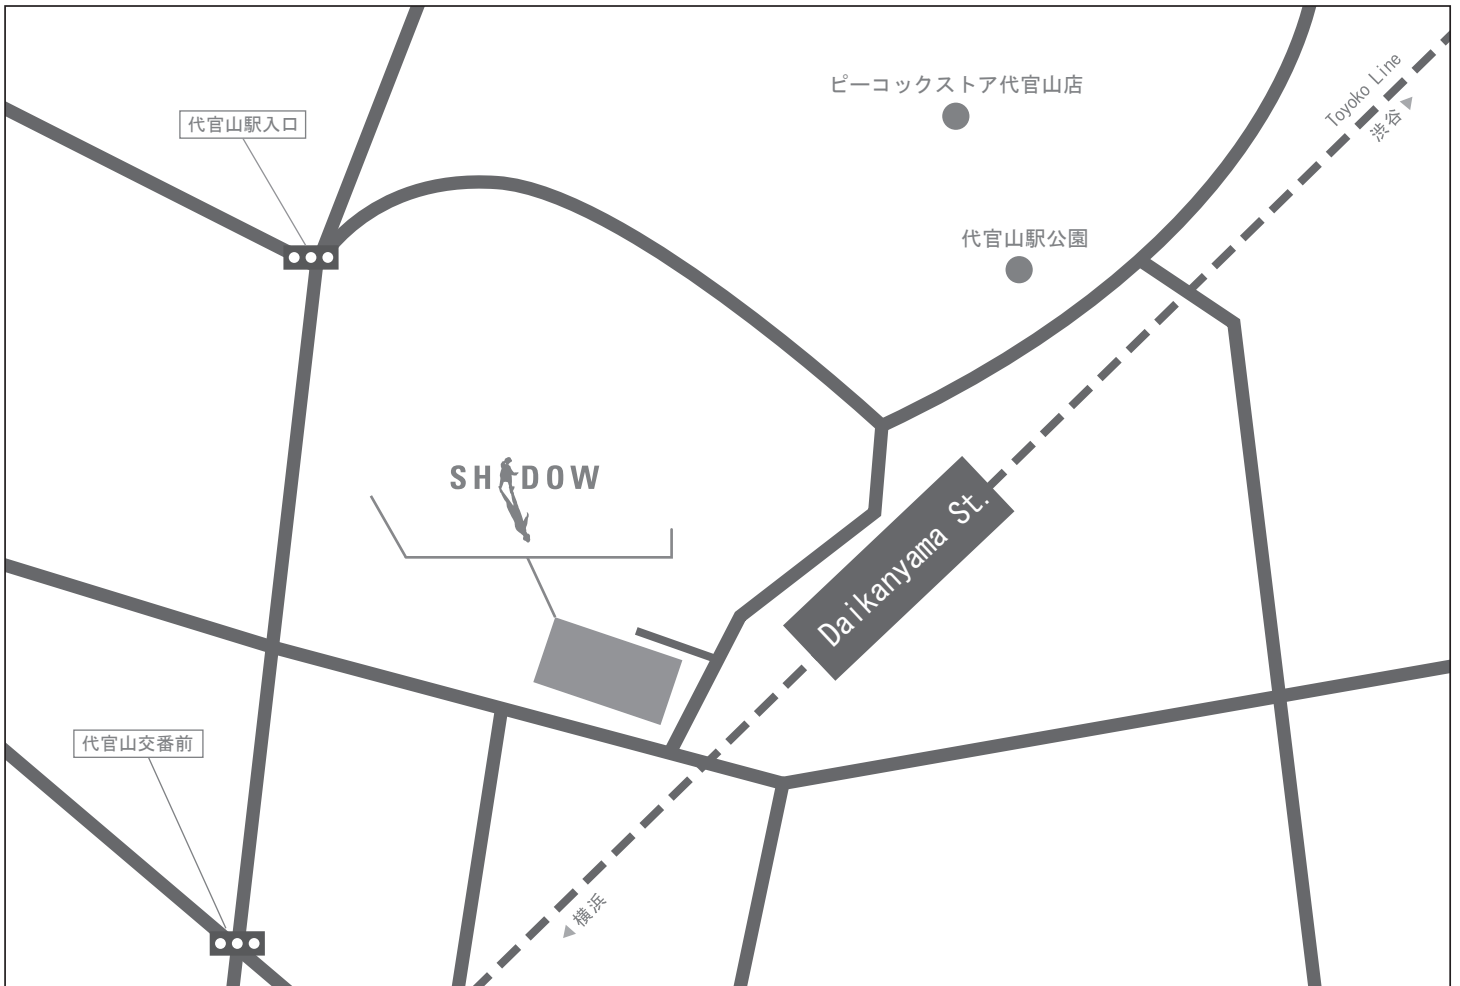 Toyoko Line
渋谷
ピーコックストア代官山店
代官山駅入口
代官山駅公園
SHADOW
Daikanyama St.
代官山交番前
横浜